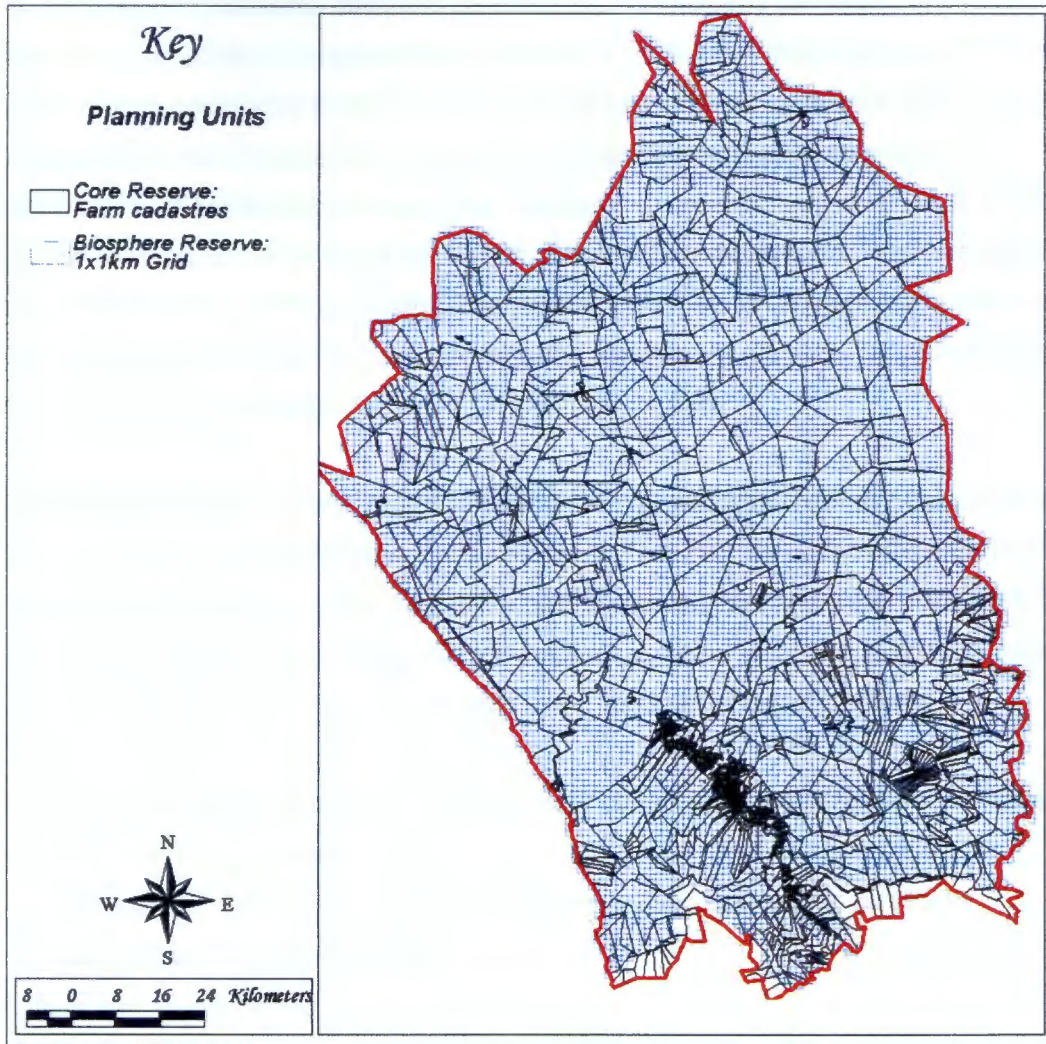 Key
Planning Units
Core Reserve:
Farm cadastres
Biosphere Reserve:
1x1km Grid
N
W E
S
8 0 8 16 24 Kilometers